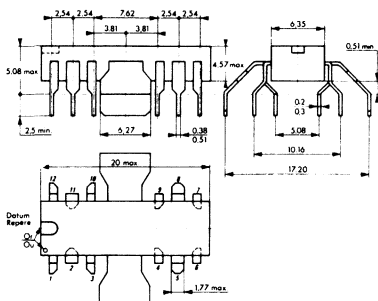 2,54 2,54 7,62 2,54 2,54
3,81 3,81
6,35
0,51 min
5.08 max
4.57 max
2,5 min
6,27
0,38
0,51
0,2
0,3
5,08
10,16
17,20
20 max
12 11 10 9 8 7
Datum
Repere
1 2 3 4 5 6
1,77 max